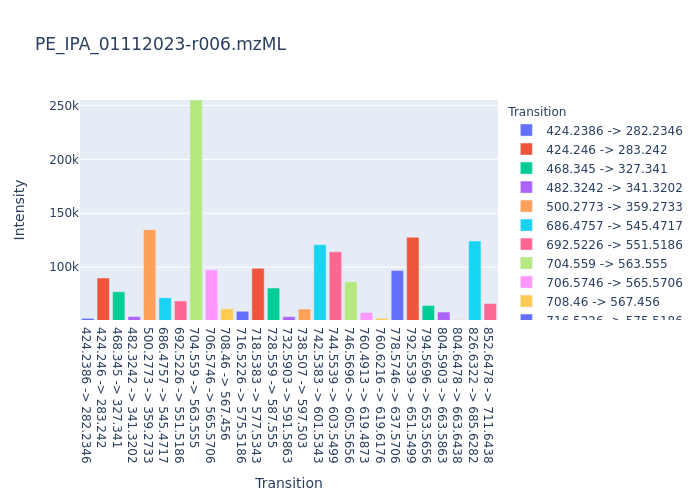 PE_IPA_01112023-r006.mzML
Intensity
250k
200k
150k
100k
424.2386 -> 282.2346
424.246 -> 283.242
468.345 -> 327.341
482.3242 -> 341.3202
500.2773 -> 359.2733
686.4757 -> 545.4717
692.5226 -> 551.5186
704.559 -> 563.555
706.5746 -> 565.5706
708.46 -> 567.456
716.5226 -> 575.5186
718.5383 -> 577.5343
728.559 -> 587.555
732.5903 -> 591.5863
738.507 -> 597.503
742.5383 -> 601.5343
744.5539 -> 603.5499
746.5696 -> 605.5656
760.4913 -> 619.4873
760.6216 -> 619.6176
778.5746 -> 637.5706
792.5539 -> 651.5499
794.5696 -> 653.5656
804.5903 -> 663.5863
804.6478 -> 663.6438
826.6322 -> 685.6282
852.6478 -> 711.6438
Transition
Transition
424.2386 -> 282.2346
424.246 -> 283.242
468.345 -> 327.341
482.3242 -> 341.3202
500.2773 -> 359.2733
686.4757 -> 545.4717
692.5226 -> 551.5186
704.559 -> 563.555
706.5746 -> 565.5706
708.46 -> 567.456
716.5226 -> 575.5186